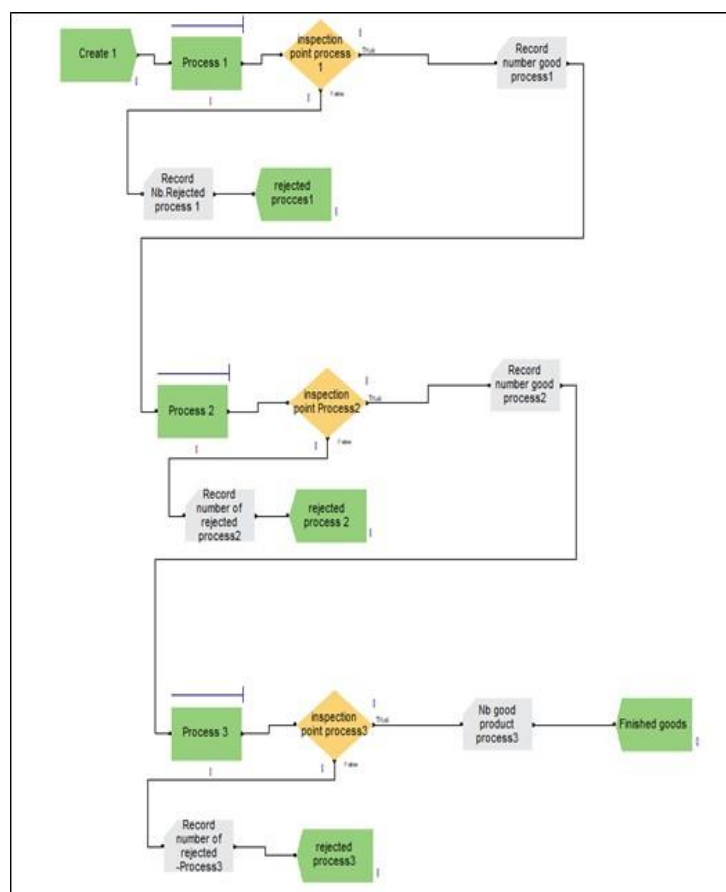 Create 1
Process 1
inspection
point process
1
True
False
Record
number good
process1
Record
Nb.Rejected
process 1
rejected
procces1
Process 2
inspection
point Process2
True
False
Record
number good
process2
Record
number of
rejected
process2
rejected
process 2
Process 3
inspection
point process3
True
False
Nb good
product
process3
Finished goods
Record
number of
rejected
-Process3
rejected
process3